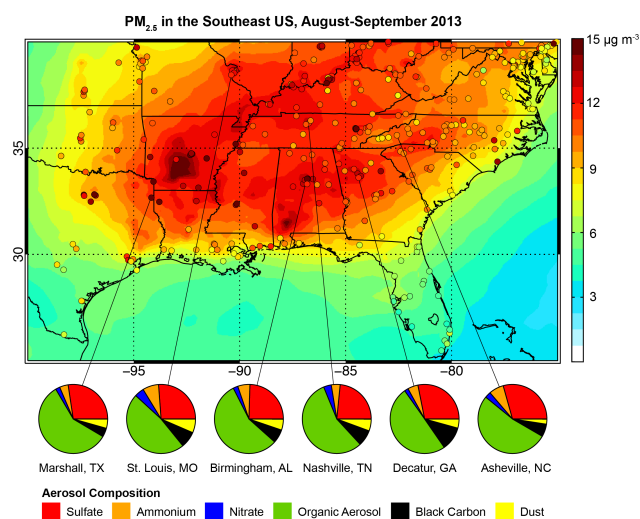 PM2.5 in the Southeast US, August-September 2013
15 µg m-3
12
9
6
3
35
30
−95 −90 −85 −80
Marshall, TX St. Louis, MO Birmingham, AL Nashville, TN Decatur, GA Asheville, NC
Aerosol Composition
Sulfate Ammonium Nitrate Organic Aerosol Black Carbon Dust